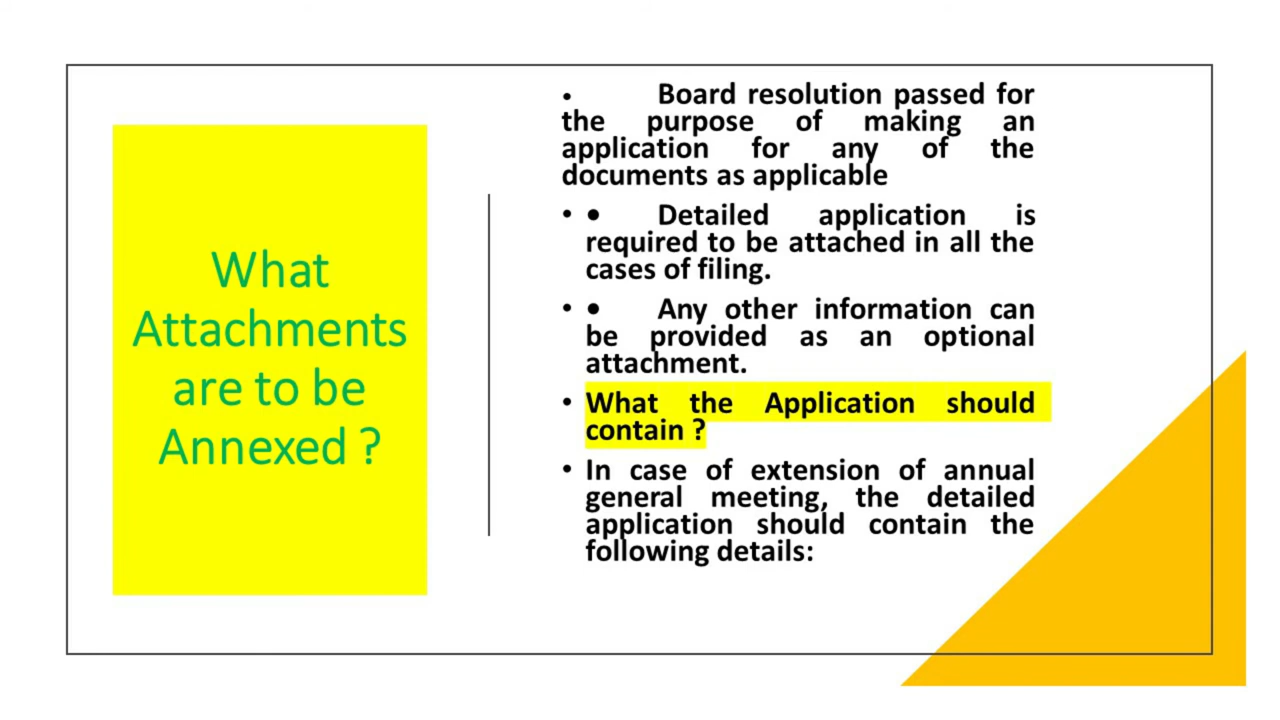 What
Attachments
are to be
Annexed ?
• Board resolution passed for
the purpose of making an
application for any of the
documents as applicable
• • Detailed application is
required to be attached in all the
cases of filing.
• • Any other information can
be provided as an optional
attachment.
• What the Application should
contain ?
• In case of extension of annual
general meeting, the detailed
application should contain the
following details: